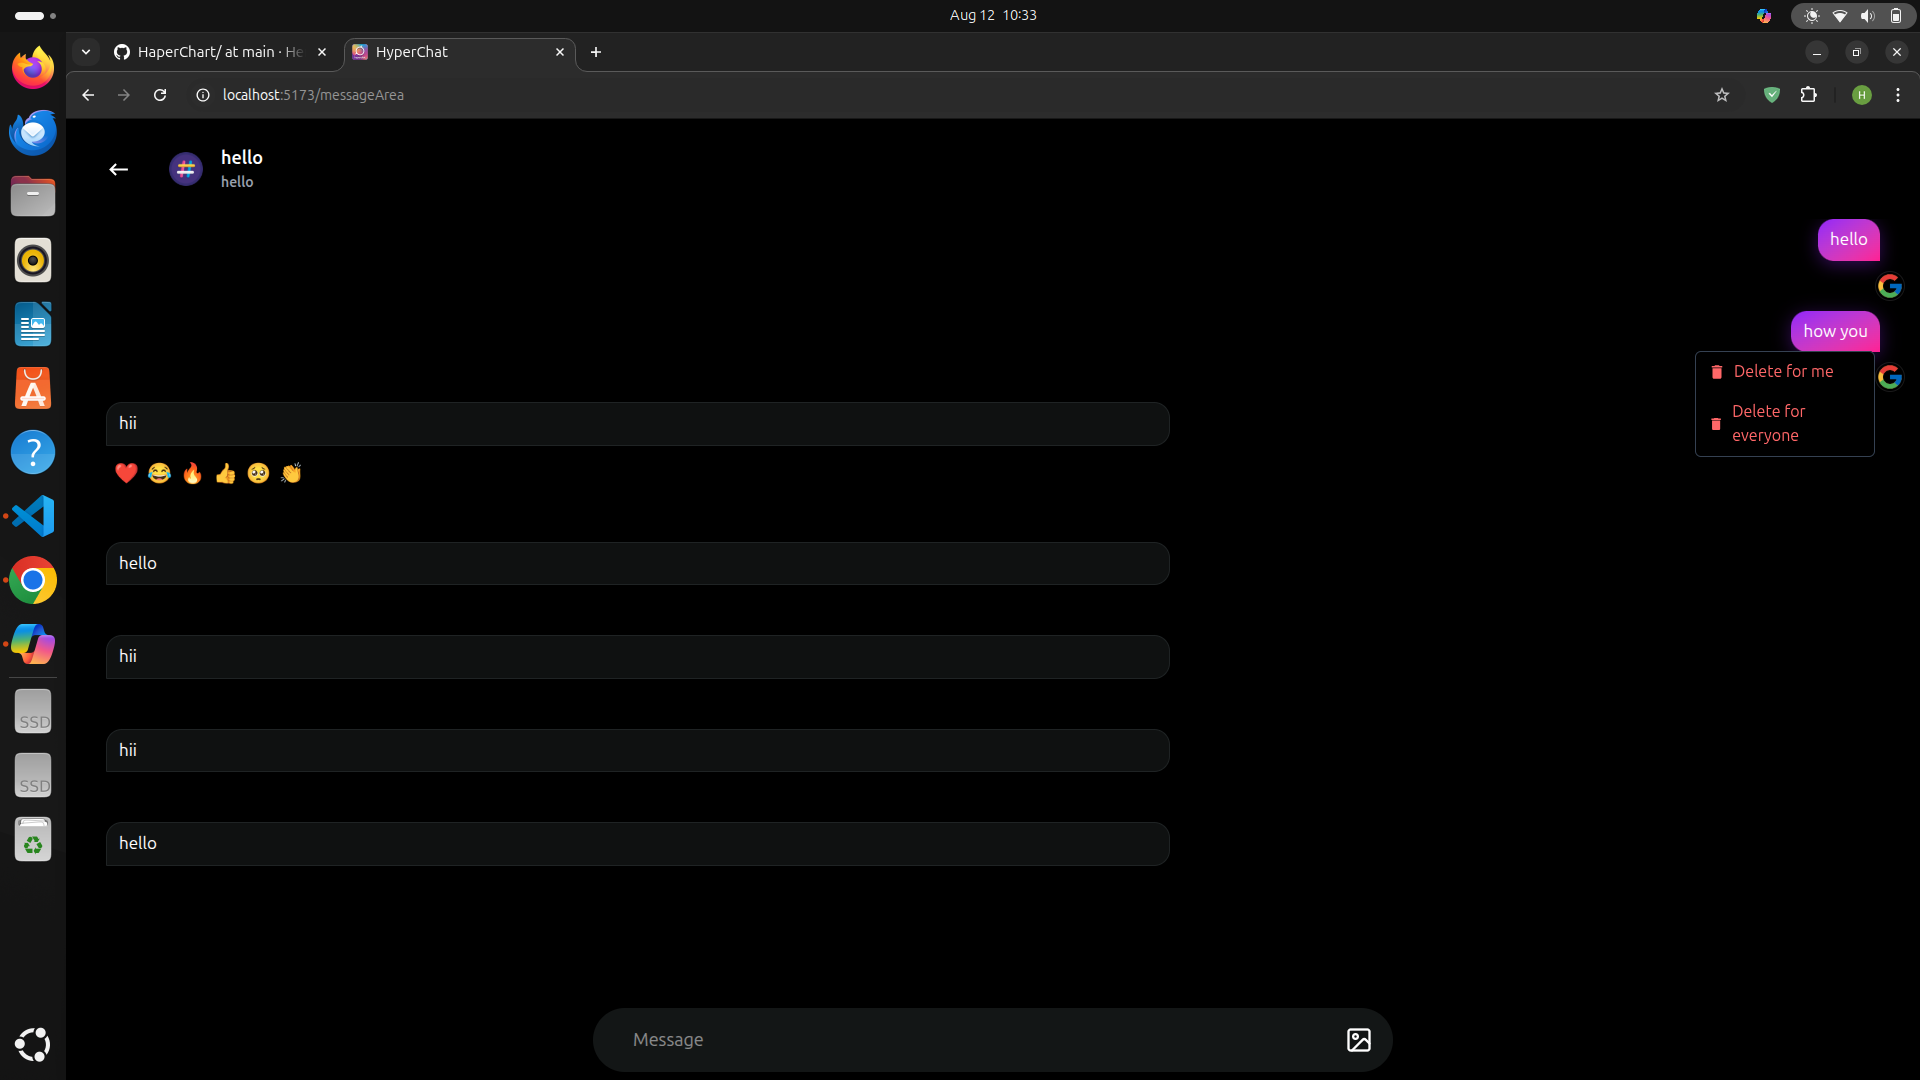 Aug 12 10:33
HaperChart/ at main · He
HyperChat
localhost:5173/messageArea
H
hello
hello
hello
how you
Delete for me
Delete for
everyone
hii
hello
hii
hii
hello
Message
SSD
SSD